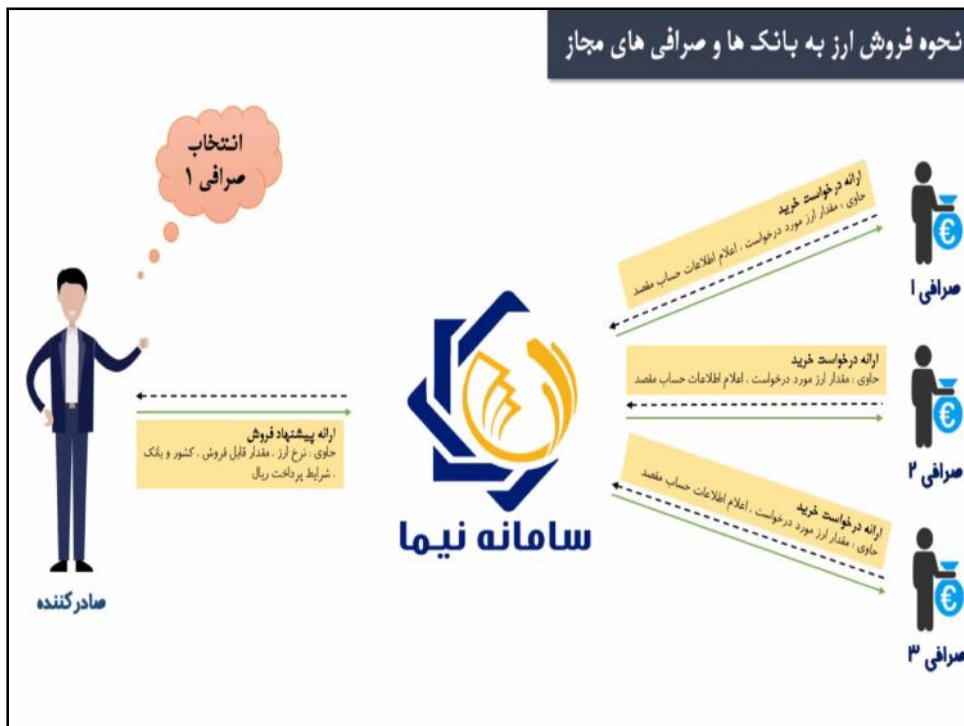 نحوه فروش ارز به بانک ها و صرافی های مجاز
انتخاب
صرافی ۱
ارائه درخواست خرید
حاوی : مقدار ارز مورد درخواست ، اعلام اطلاعات حساب مقصد
صرافی ۱
ارائه درخواست خرید
حاوی : مقدار ارز مورد درخواست ، اعلام اطلاعات حساب مقصد
صرافی ۲
ارائه پیشنهاد فروش
حاوی : نرخ ارز ، مقدار قابل فروش ، کشور و بانک
، شرایط پرداخت ریال
ارائه درخواست خرید
حاوی : مقدار ارز مورد درخواست ، اعلام اطلاعات حساب مقصد
صرافی ۳
سامانه نیما
صادرکننده